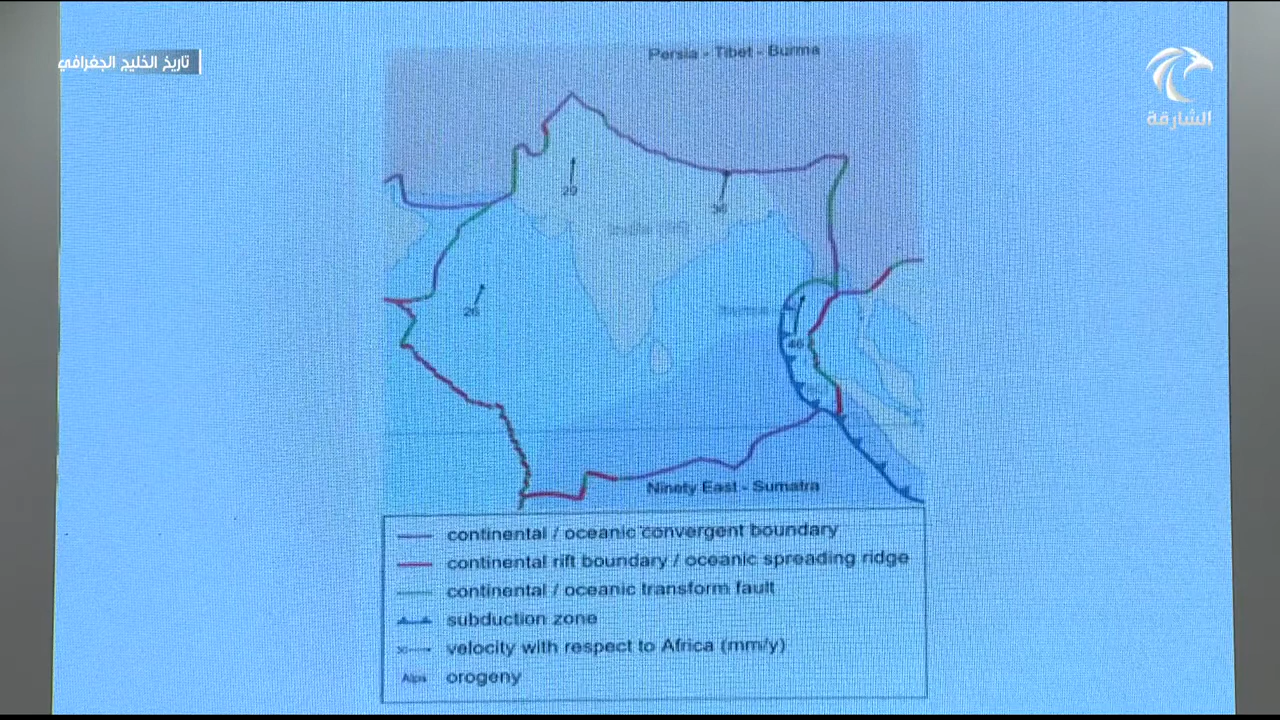 تاريخ الخليج الجغرافي
الشارقة
Persia - Tibet - Burma
29
26
46
Ninety East - Sumatra
continental / oceanic convergent boundary
continental rift boundary / oceanic spreading ridge
continental / oceanic transform fault
subduction zone
velocity with respect to Africa (mm/y)
Alps orogeny